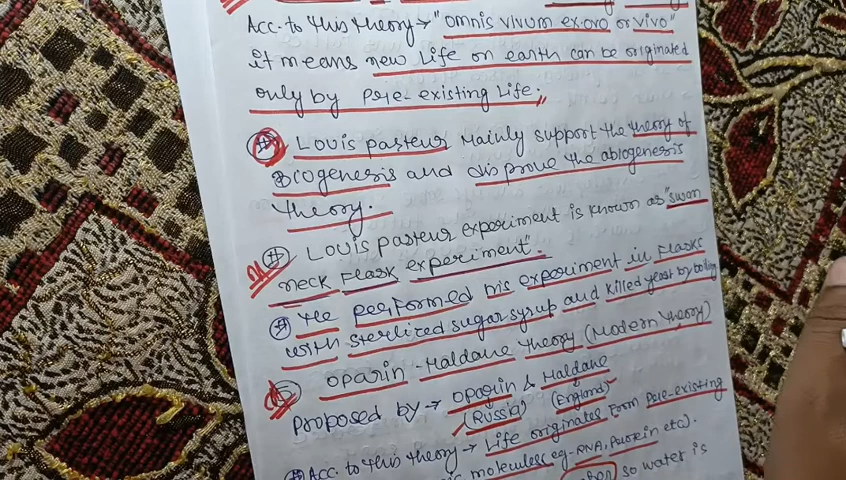 Acc. to this theory → "omnis vivum ex. ovo or vivo"
it means new life on earth can be originated
only by pre-existing life.
# Louis pasteur mainly support the theory of
Biogenesis and disprove the abiogenesis
theory.
# Louis pasteur experiment is known as "swan
neck Flask experiment".
# He performed his experiment in Flasks
with sterlized sugar syrup and killed yeast by boiling
oparin - Haldane theory (Modern theory)
proposed by → oparin & Haldane
(Russia) (England)
# Acc. to this theory → Life originates form pre-existing
molecules eg- RNA, Protein etc).
so water is